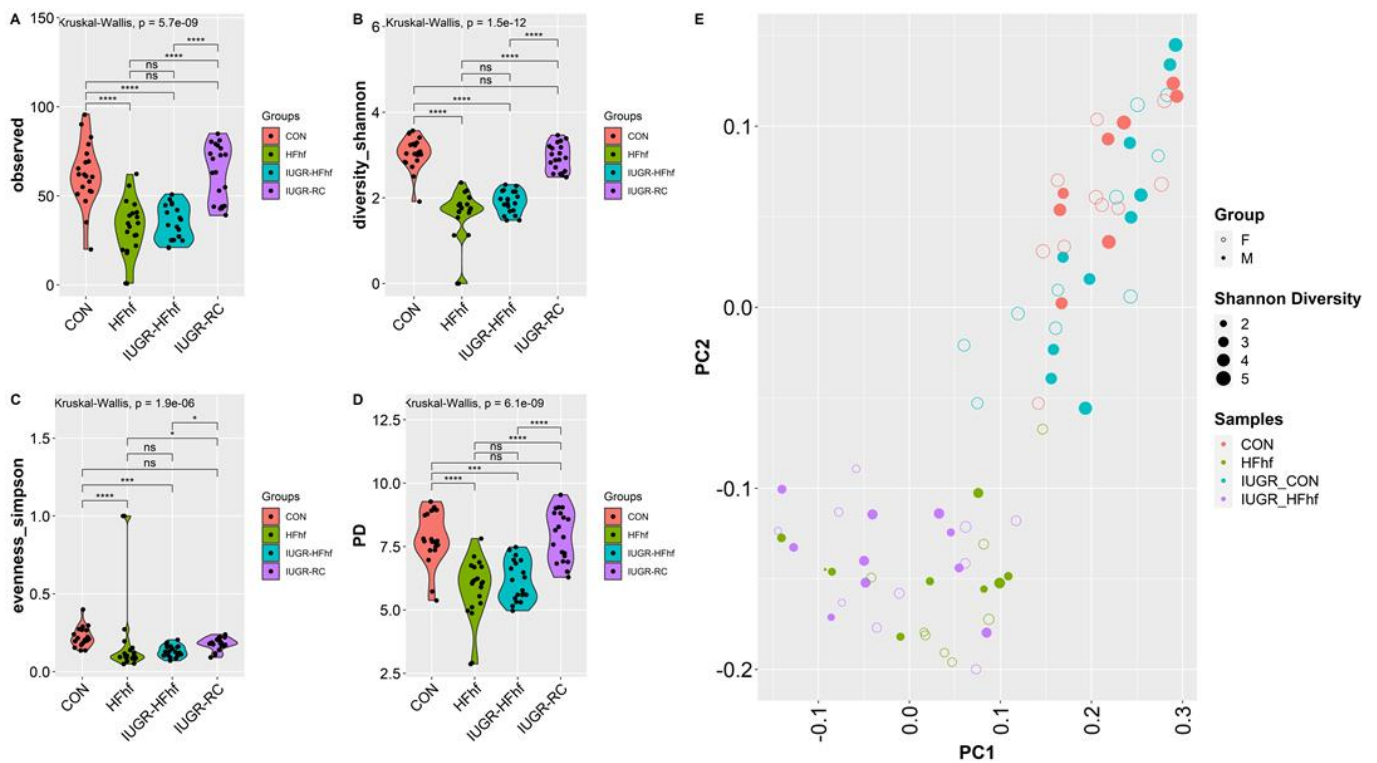 A
Kruskal-Wallis, p = 5.7e-09
150
100
50
0
observed
****
****
ns
ns
****
****
CON
HFhf
IUGR-HFhf
IUGR-RC
Groups
CON
HFhf
IUGR-HFhf
IUGR-RC
B
Kruskal-Wallis, p = 1.5e-12
6
4
2
0
diversity_shannon
****
****
ns
ns
****
****
CON
HFhf
IUGR-HFhf
IUGR-RC
Groups
CON
HFhf
IUGR-HFhf
IUGR-RC
C
Kruskal-Wallis, p = 1.9e-06
1.5
1.0
0.5
0.0
evenness_simpson
*
*
ns
ns
***
****
CON
HFhf
IUGR-HFhf
IUGR-RC
Groups
CON
HFhf
IUGR-HFhf
IUGR-RC
D
Kruskal-Wallis, p = 6.1e-09
12.5
10.0
7.5
5.0
2.5
PD
****
****
ns
ns
***
****
CON
HFhf
IUGR-HFhf
IUGR-RC
Groups
CON
HFhf
IUGR-HFhf
IUGR-RC
E
0.1
0.0
-0.1
-0.2
PC2
-0.1
0.0
0.1
0.2
0.3
PC1
Group
F
M
Shannon Diversity
2
3
4
5
Samples
CON
HFhf
IUGR_CON
IUGR_HFhf